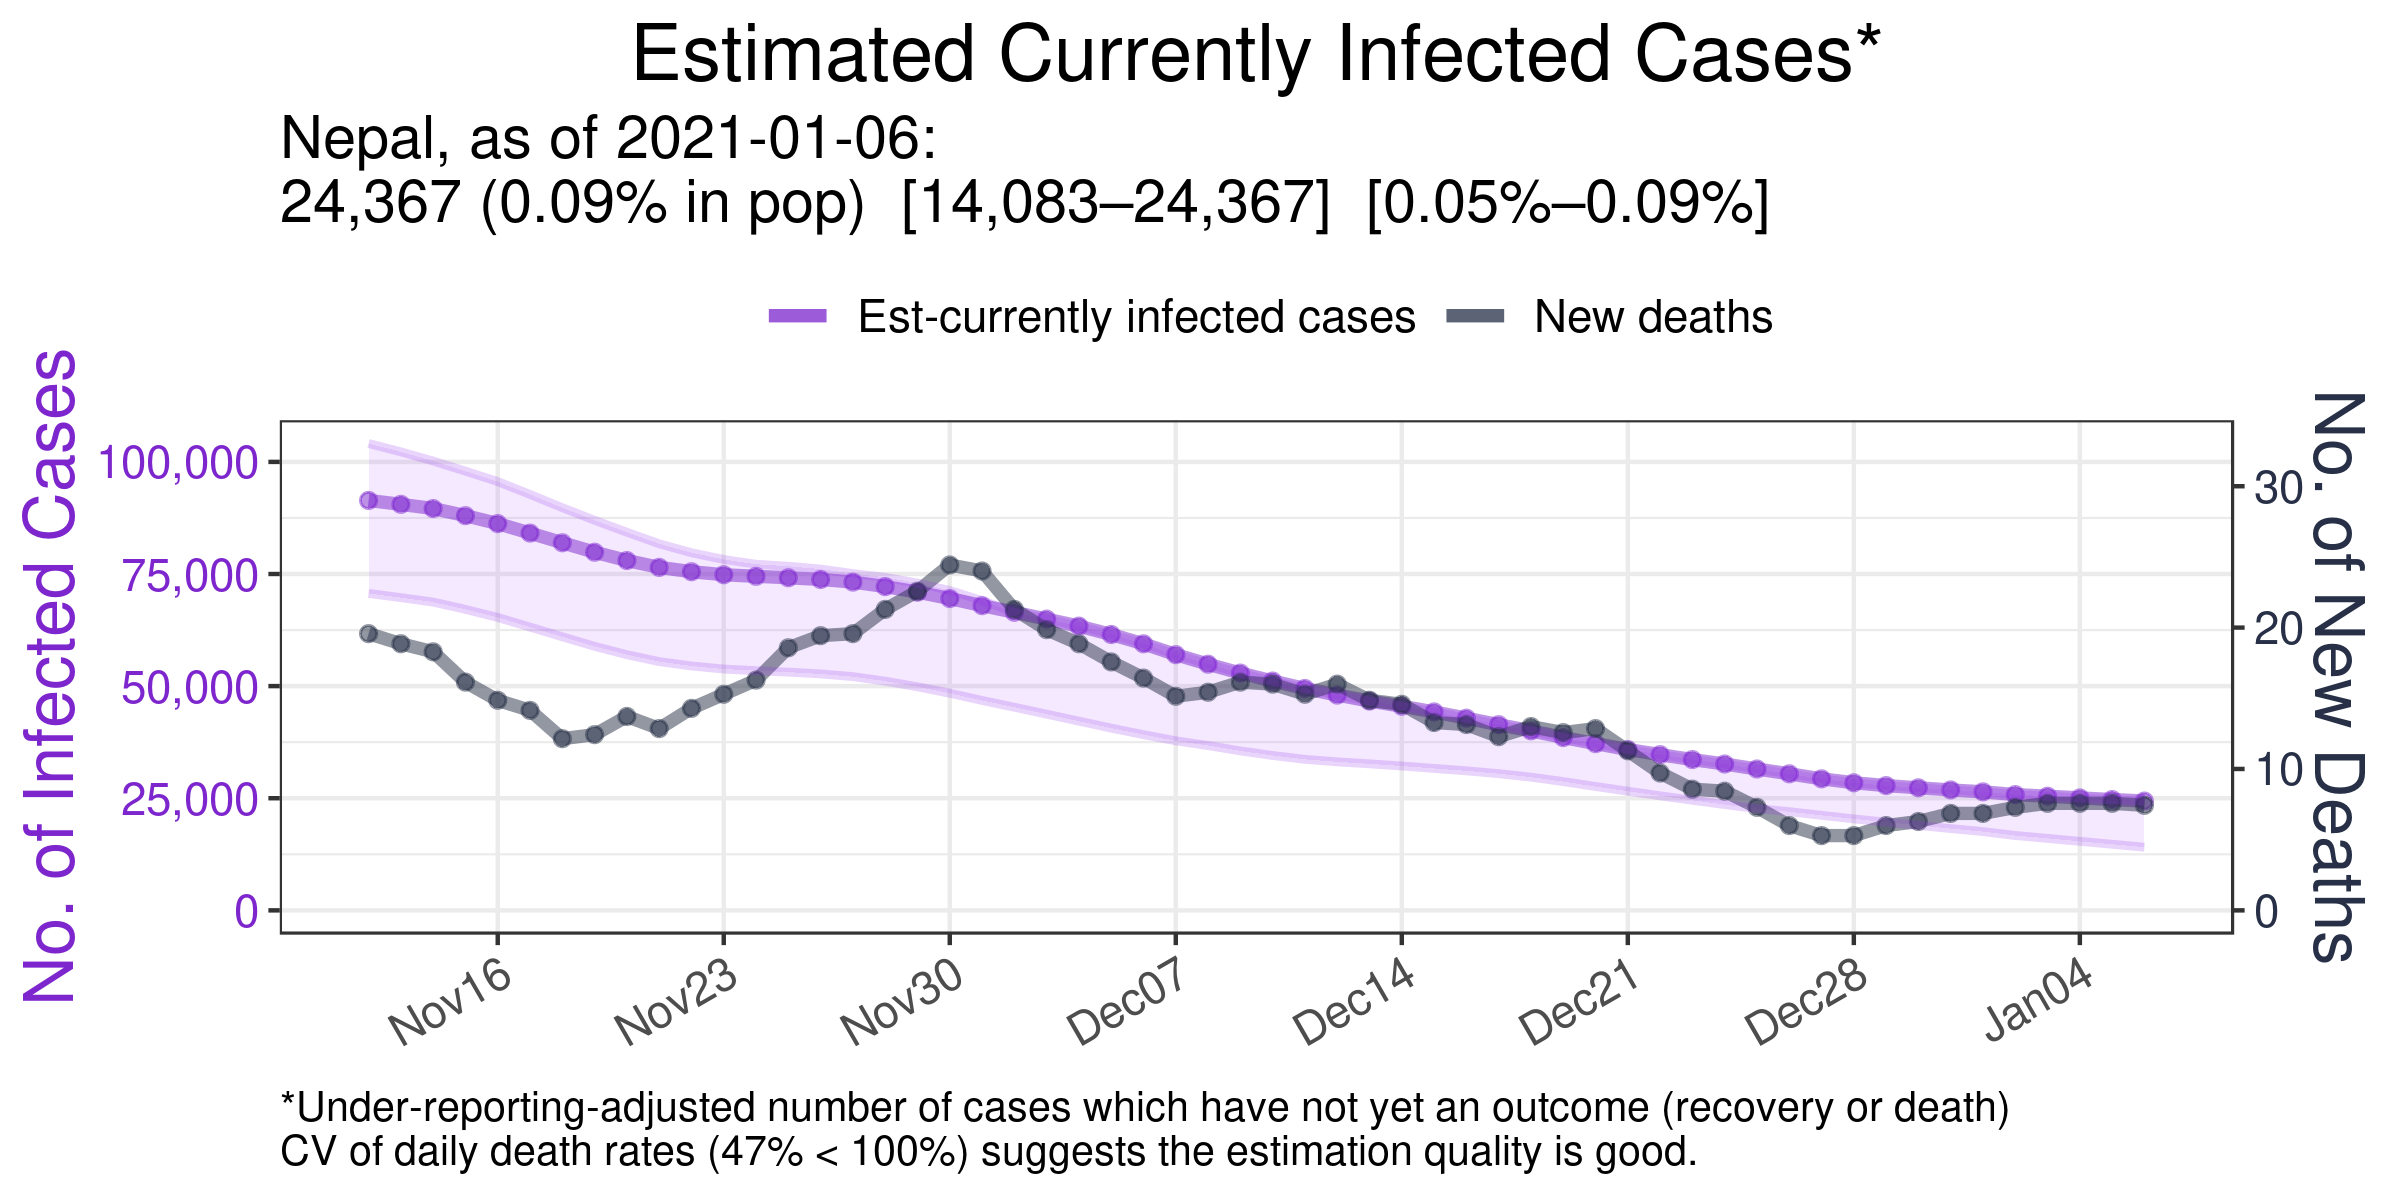 Estimated Currently Infected Cases*
Nepal, as of 2021-01-06:
24,367 (0.09% in pop)  [14,083–24,367]  [0.05%–0.09%]
Est-currently infected cases
New deaths
No. of Infected Cases
100,000
75,000
50,000
25,000
0
No. of New Deaths
30
20
10
0
Nov16
Nov23
Nov30
Dec07
Dec14
Dec21
Dec28
Jan04
*Under-reporting-adjusted number of cases which have not yet an outcome (recovery or death)
CV of daily death rates (47% < 100%) suggests the estimation quality is good.